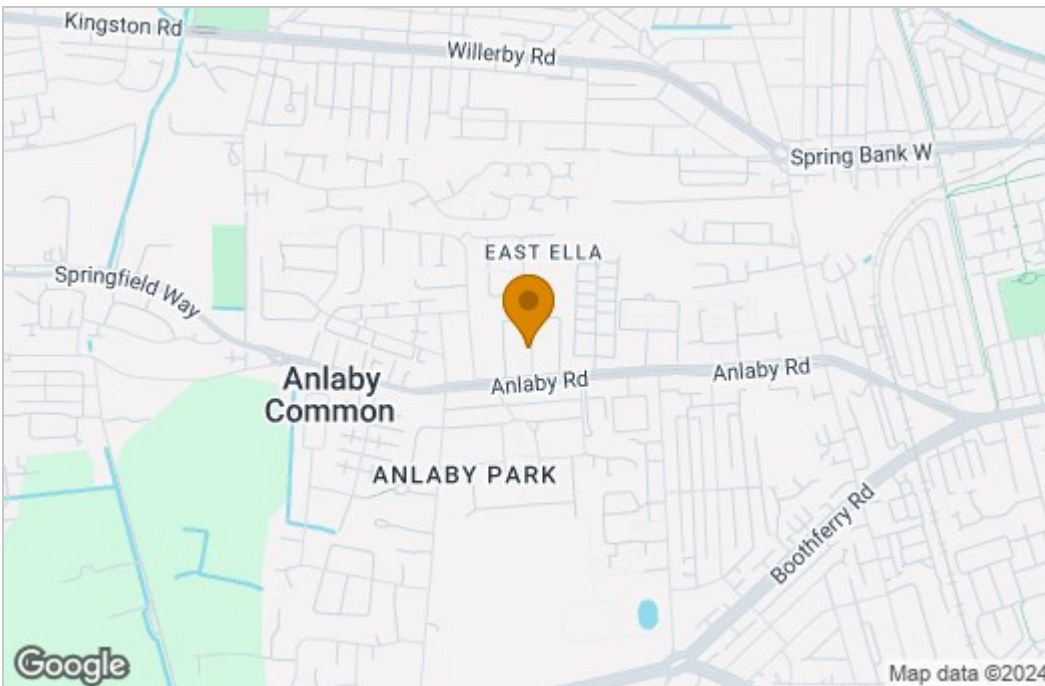 Kingston Rd
Willerby Rd
Spring Bank W
EAST ELLA
Springfield Way
Anlaby Rd
Anlaby Rd
Anlaby
Common
ANLABY PARK
Boothferry Rd
Google
Map data ©2024